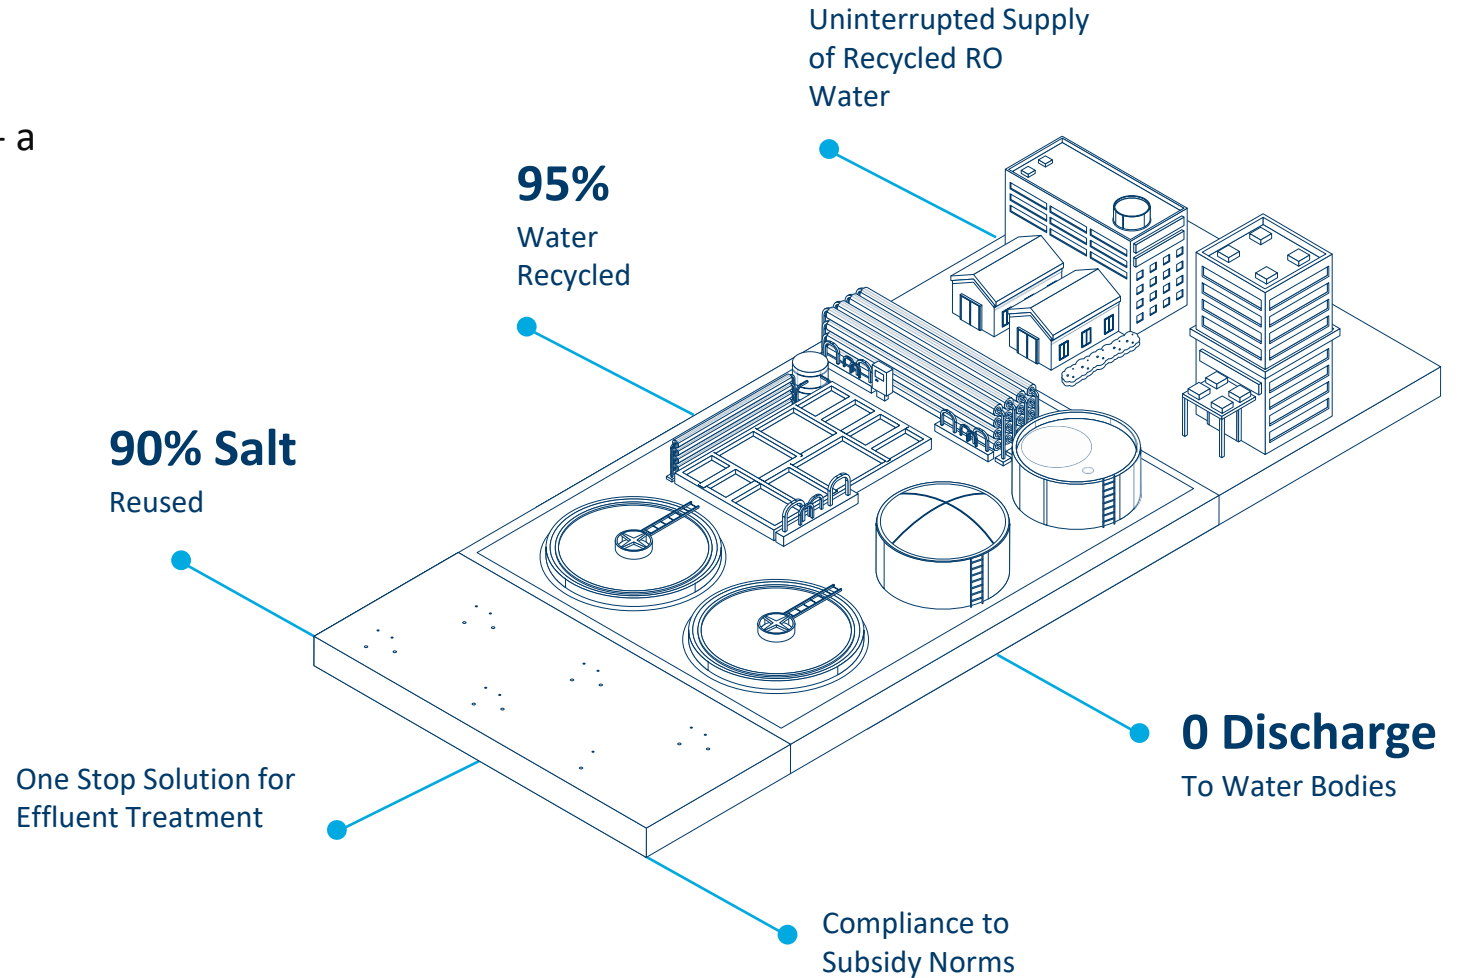 Uninterrupted Supply
of Recycled RO
Water
- a
95%
Water
Recycled
90% Salt
Reused
0 Discharge
To Water Bodies
One Stop Solution for
Effluent Treatment
Compliance to
Subsidy Norms